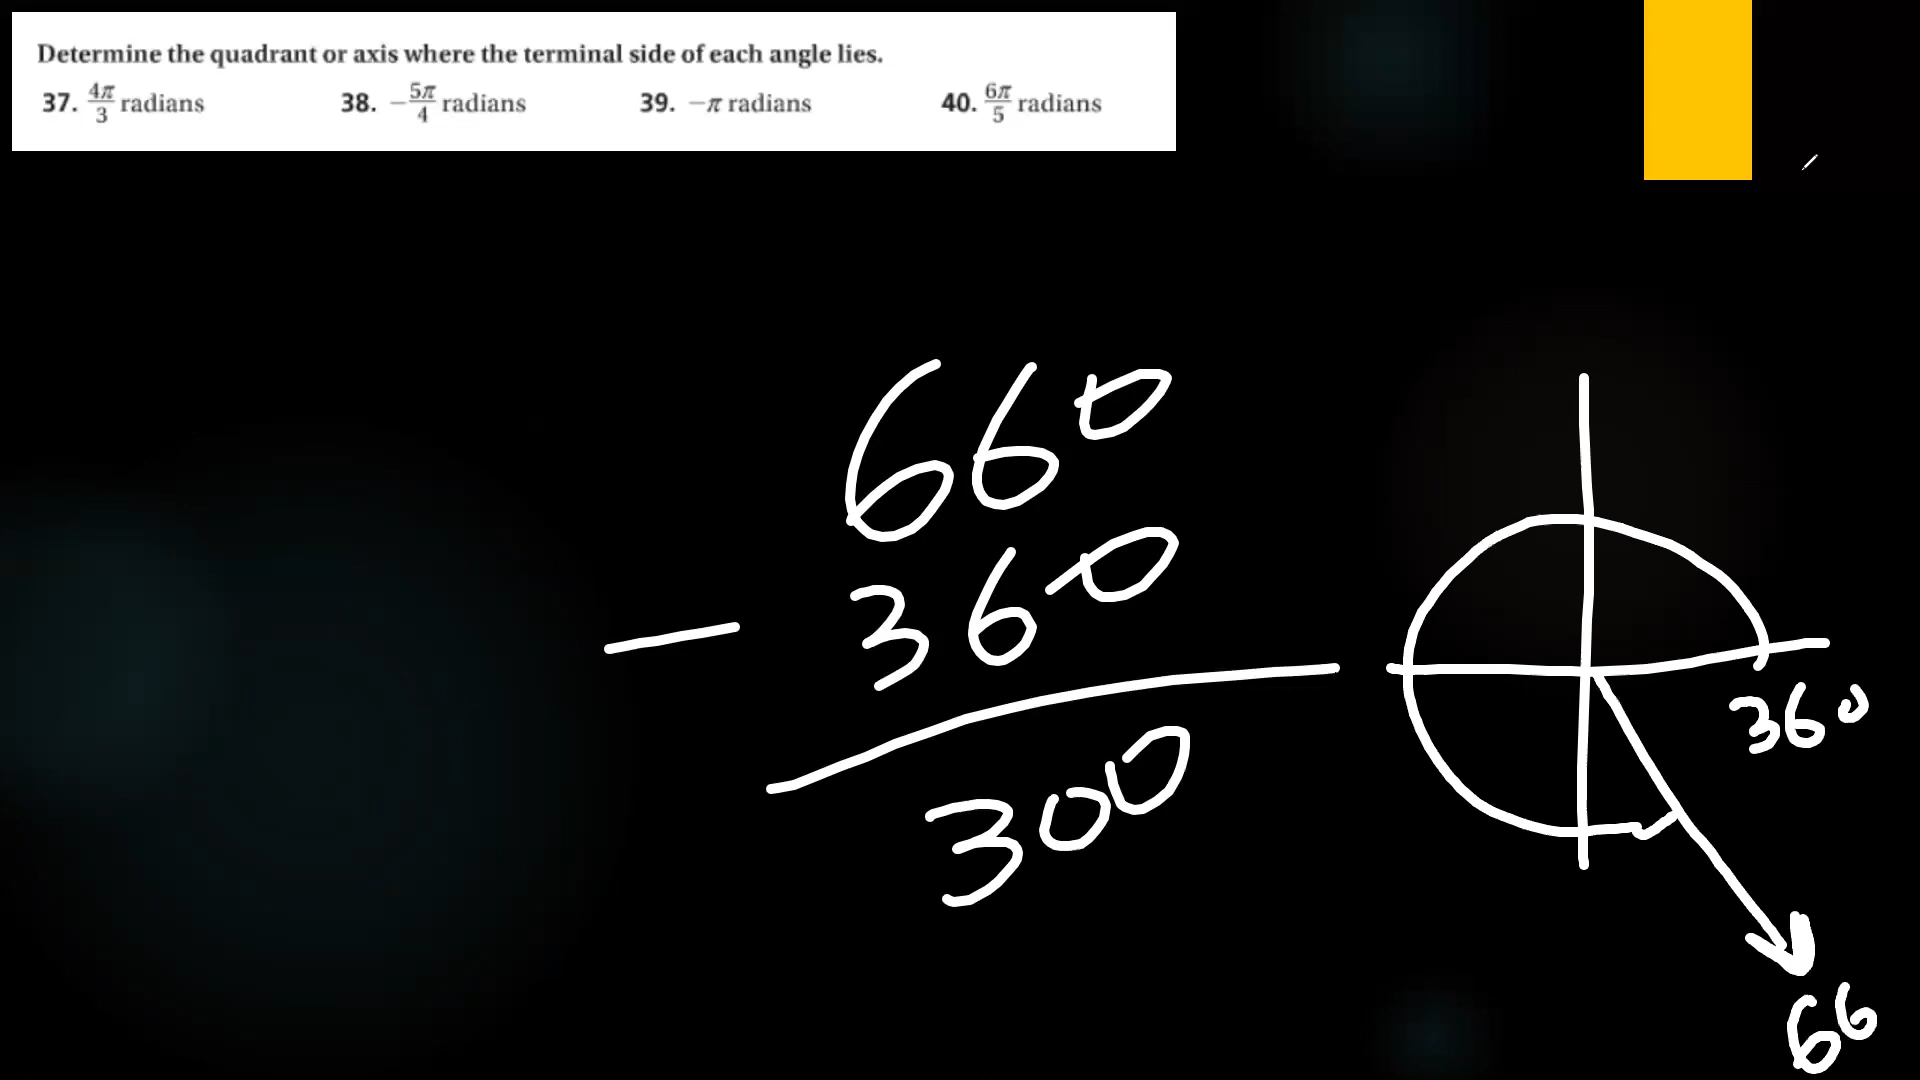 Determine the quadrant or axis where the terminal side of each angle lies.
37. 4π/3 radians 38. −5π/4 radians 39. −π radians 40. 6π/5 radians
660
− 360
300
360
66